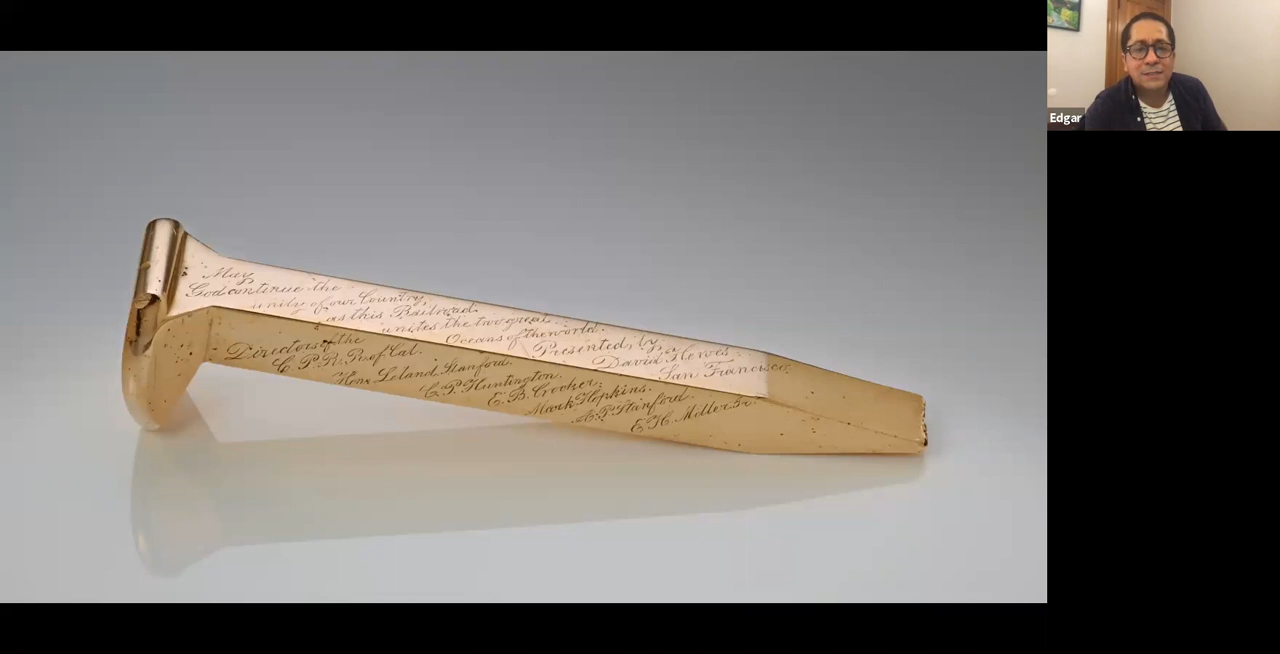 May
God continue the
unity of our Country,
as this Railroad
unites the two great
Oceans of the world.
Presented by
David Hewes
San Francisco.
Directors of the
C. P. R. R. of Cal.
Hon. Leland Stanford.
C. P. Huntington.
E. B. Crocker.
Mark Hopkins.
A. P. Stanford.
E. H. Miller Jr.
Edgar